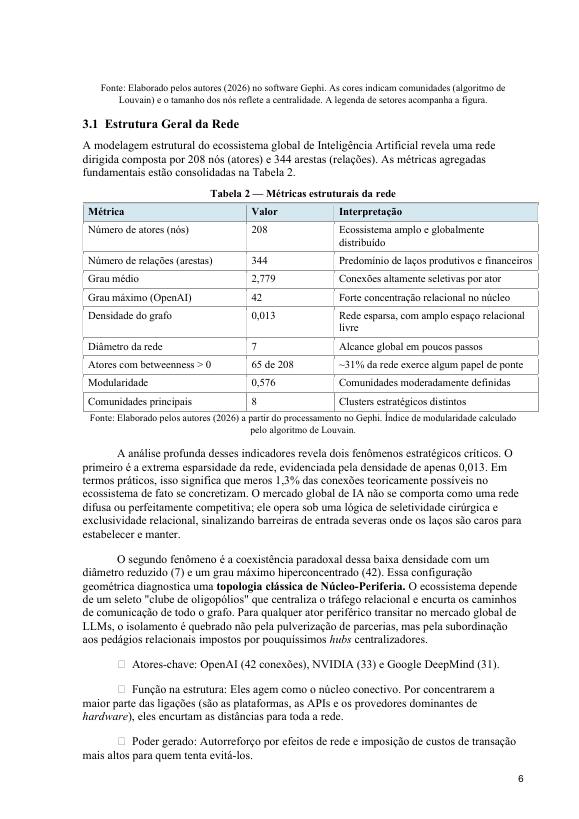 Fonte: Elaborado pelos autores (2026) no software Gephi. As cores indicam comunidades (algoritmo de
Louvain) e o tamanho dos nós reflete a centralidade. A legenda de setores acompanha a figura.
3.1 Estrutura Geral da Rede
A modelagem estrutural do ecossistema global de Inteligência Artificial revela uma rede
dirigida composta por 208 nós (atores) e 344 arestas (relações). As métricas agregadas
fundamentais estão consolidadas na Tabela 2.
Tabela 2 — Métricas estruturais da rede
Métrica Valor Interpretação
Número de atores (nós) 208 Ecossistema amplo e globalmente
distribuído
Número de relações (arestas) 344 Predomínio de laços produtivos e financeiros
Grau médio 2,779 Conexões altamente seletivas por ator
Grau máximo (OpenAI) 42 Forte concentração relacional no núcleo
Densidade do grafo 0,013 Rede esparsa, com amplo espaço relacional
livre
Diâmetro da rede 7 Alcance global em poucos passos
Atores com betweenness > 0 65 de 208 ~31% da rede exerce algum papel de ponte
Modularidade 0,576 Comunidades moderadamente definidas
Comunidades principais 8 Clusters estratégicos distintos
Fonte: Elaborado pelos autores (2026) a partir do processamento no Gephi. Índice de modularidade calculado
pelo algoritmo de Louvain.
A análise profunda desses indicadores revela dois fenômenos estratégicos críticos. O
primeiro é a extrema esparsidade da rede, evidenciada pela densidade de apenas 0,013. Em
termos práticos, isso significa que meros 1,3% das conexões teoricamente possíveis no
ecossistema de fato se concretizam. O mercado global de IA não se comporta como uma rede
difusa ou perfeitamente competitiva; ele opera sob uma lógica de seletividade cirúrgica e
exclusividade relacional, sinalizando barreiras de entrada severas onde os laços são caros para
estabelecer e manter.
O segundo fenômeno é a coexistência paradoxal dessa baixa densidade com um
diâmetro reduzido (7) e um grau máximo hiperconcentrado (42). Essa configuração
geométrica diagnostica uma topologia clássica de Núcleo-Periferia. O ecossistema depende
de um seleto "clube de oligopólios" que centraliza o tráfego relacional e encurta os caminhos
de comunicação de todo o grafo. Para qualquer ator periférico transitar no mercado global de
LLMs, o isolamento é quebrado não pela pulverização de parcerias, mas pela subordinação
aos pedágios relacionais impostos por pouquíssimos hubs centralizadores.
Atores-chave: OpenAI (42 conexões), NVIDIA (33) e Google DeepMind (31).
Função na estrutura: Eles agem como o núcleo conectivo. Por concentrarem a
maior parte das ligações (são as plataformas, as APIs e os provedores dominantes de
hardware), eles encurtam as distâncias para toda a rede.
Poder gerado: Autorreforço por efeitos de rede e imposição de custos de transação
mais altos para quem tenta evitá-los.
6